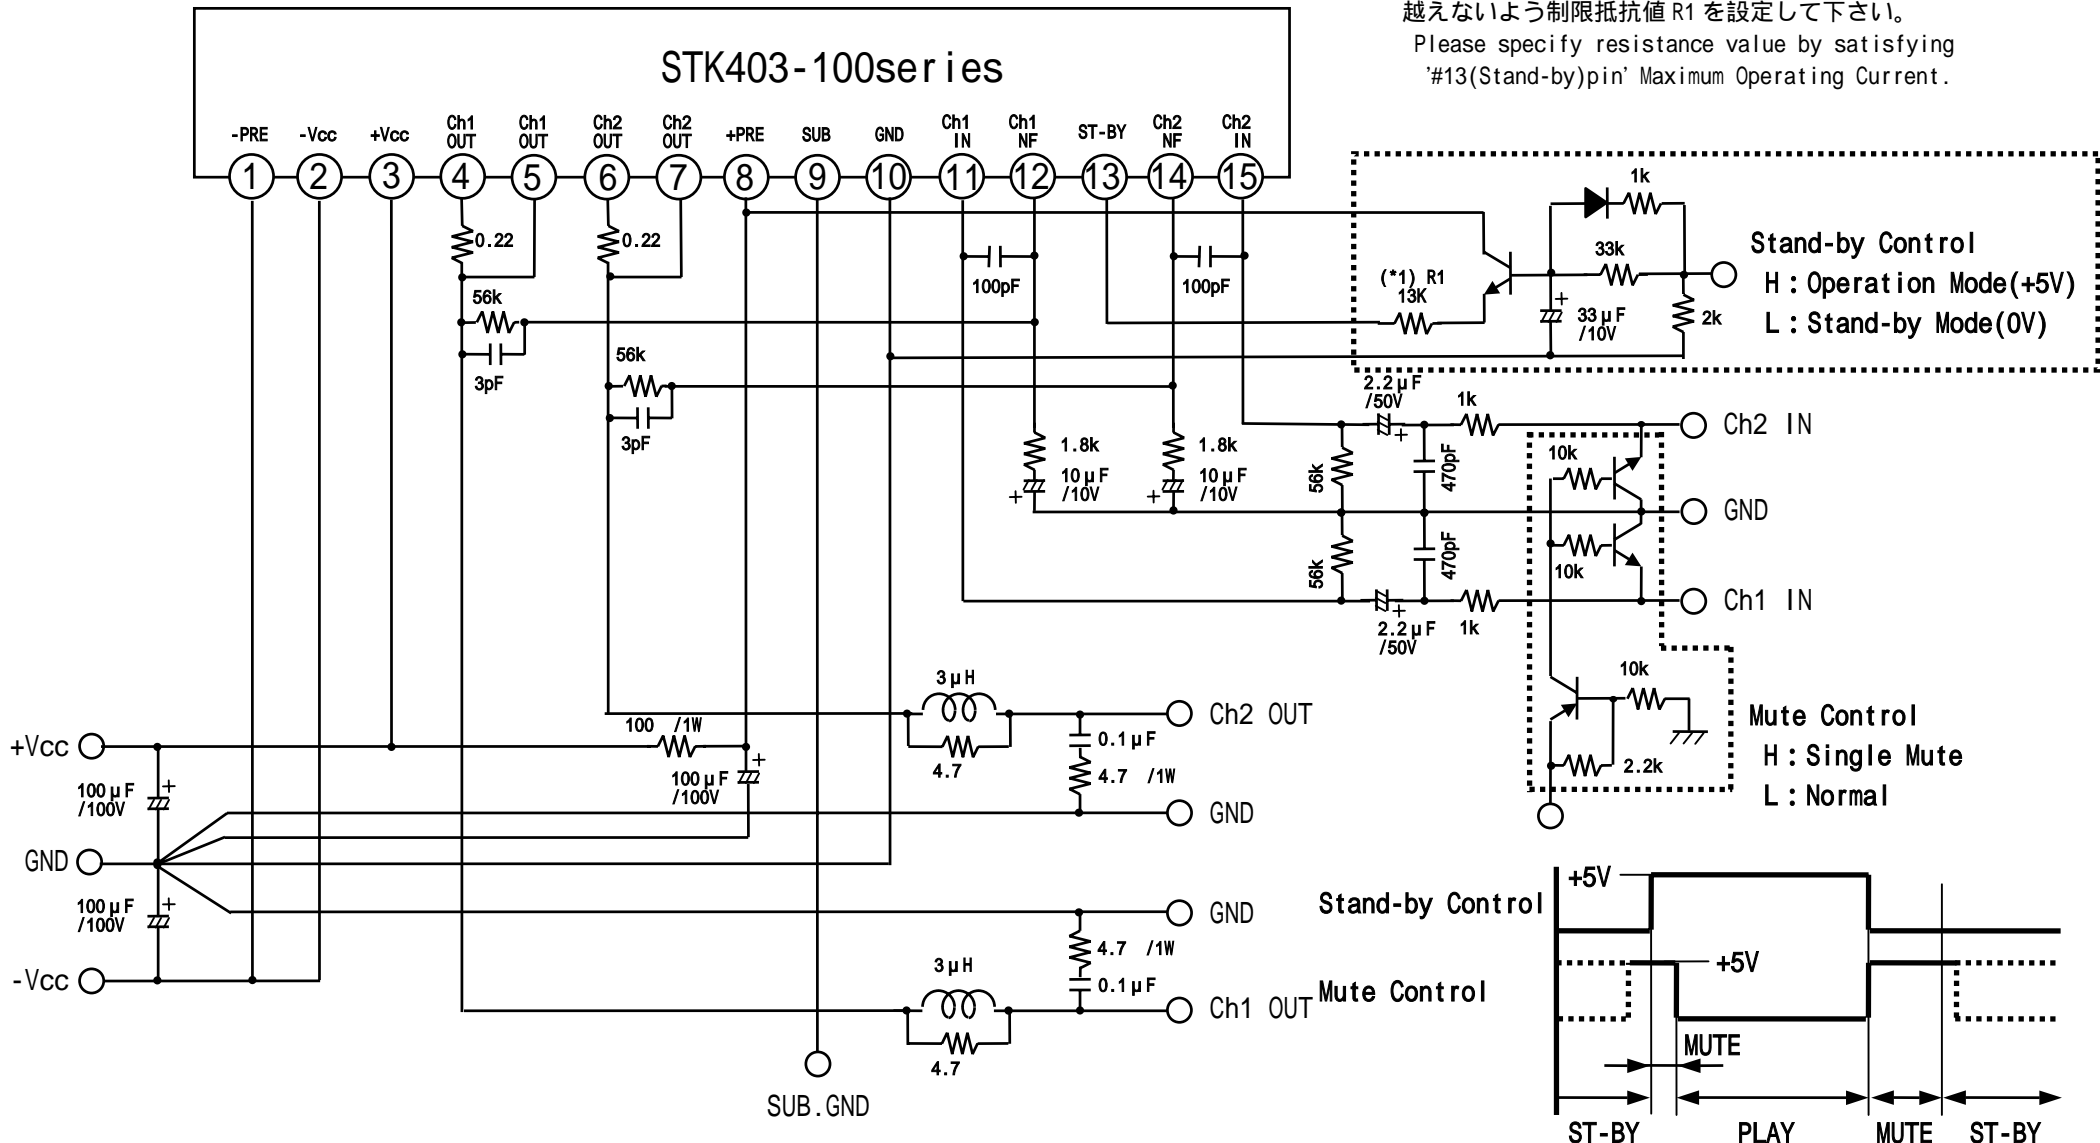 越えないよう制限抵抗値 R1 を設定して下さい。
Please specify resistance value by satisfying
'#13(Stand-by)pin' Maximum Operating Current.
STK403-100series
-PRE
-Vcc
+Vcc
Ch1
OUT
Ch1
OUT
Ch2
OUT
Ch2
OUT
+PRE
SUB
GND
Ch1
IN
Ch1
NF
ST-BY
Ch2
NF
Ch2
IN
1
2
3
4
5
6
7
8
9
10
11
12
13
14
15
0.22
0.22
56k
3pF
56k
3pF
100pF
100pF
(*1) R1
13K
1k
33k
+
33μF
/10V
2k
Stand-by Control
H:Operation Mode(+5V)
L:Stand-by Mode(0V)
1.8k
10μF
/10V
+
1.8k
10μF
/10V
+
2.2μF
/50V
+
1k
Ch2 IN
56k
470pF
10k
GND
56k
470pF
10k
Ch1 IN
+
2.2μF
/50V
1k
10k
2.2k
Mute Control
H:Single Mute
L:Normal
3μH
4.7
Ch2 OUT
0.1μF
4.7 /1W
GND
+Vcc
100 /1W
100μF
/100V
+
100μF
/100V
+
GND
100μF
/100V
+
-Vcc
GND
4.7 /1W
0.1μF
3μH
4.7
Ch1 OUT
SUB.GND
+5V
Stand-by Control
+5V
Mute Control
MUTE
ST-BY
PLAY
MUTE
ST-BY